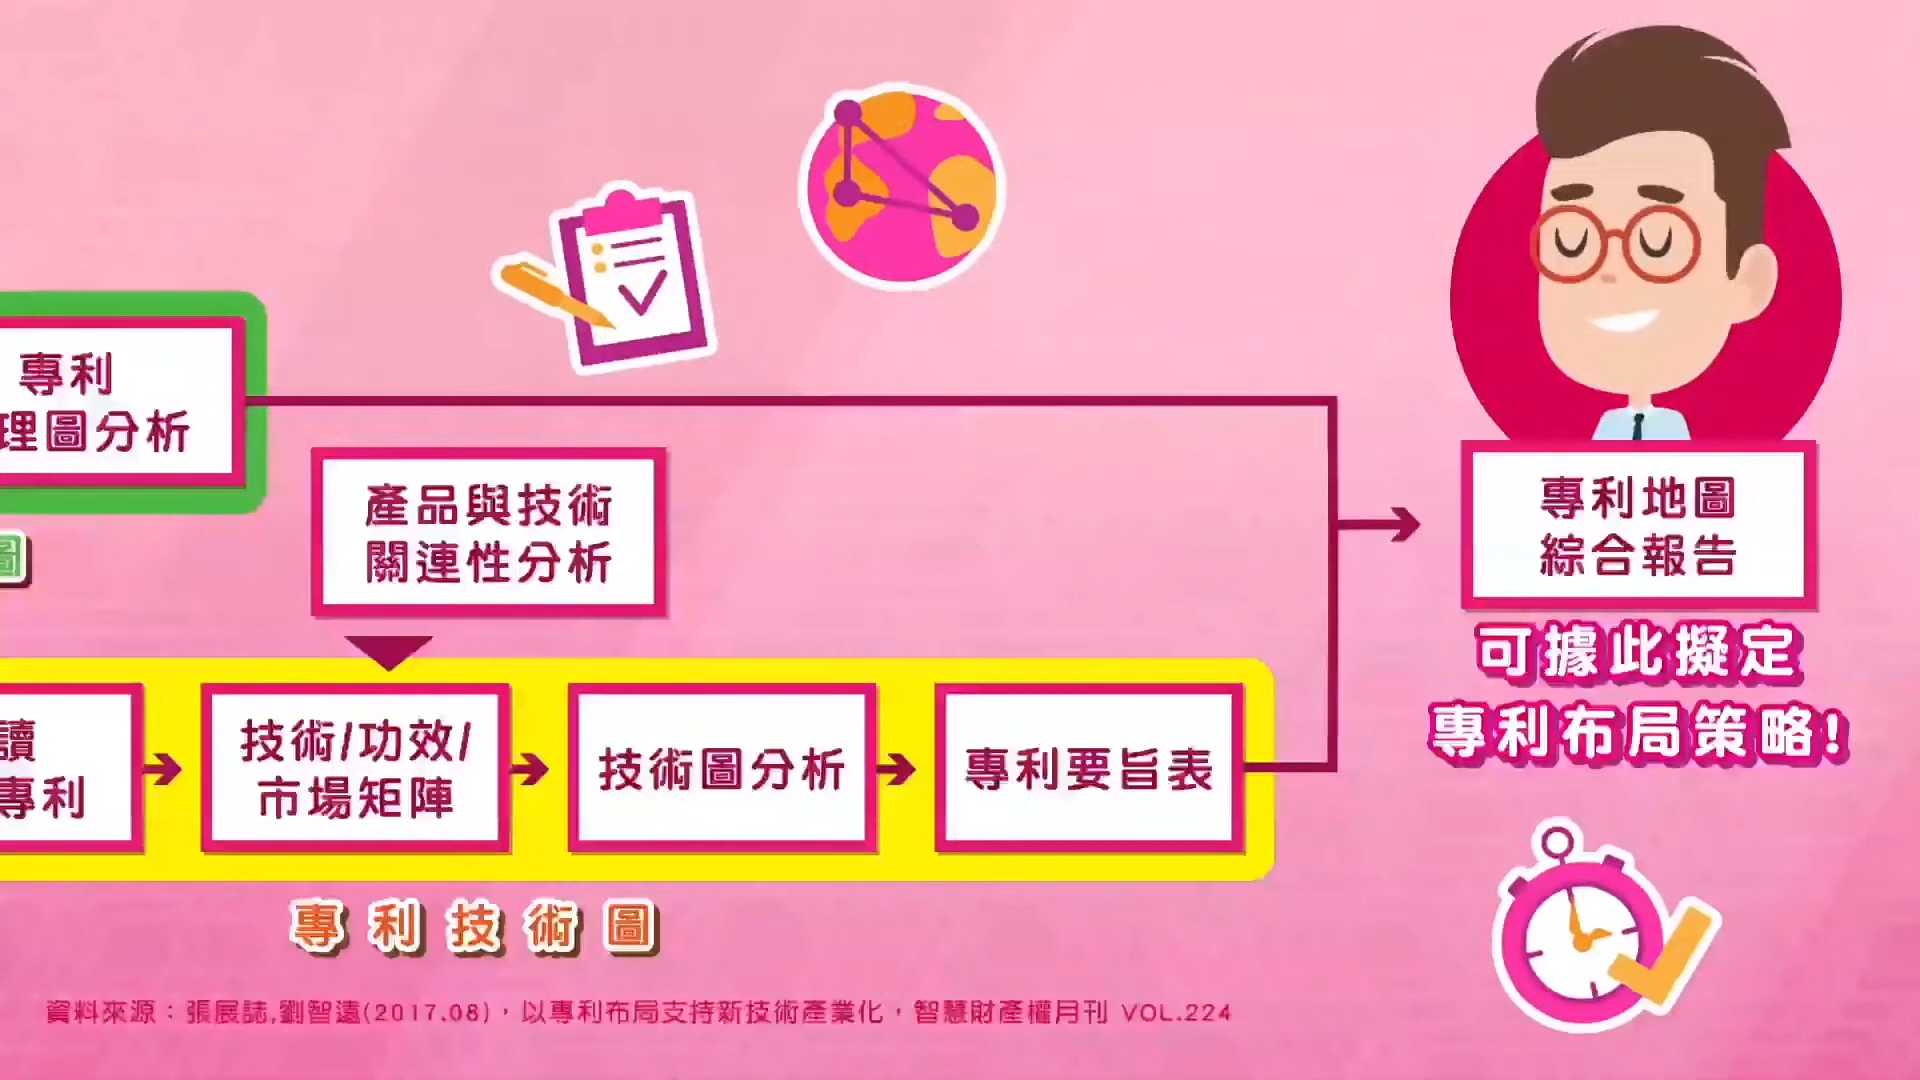 專利
理圖分析
產品與技術
關連性分析
專利地圖
綜合報告
圖
可據此擬定
專利布局策略!
讀
專利
技術/功效/
市場矩陣
技術圖分析
專利要旨表
專利技術圖
資料來源：張展誌,劉智遠(2017.08)，以專利布局支持新技術產業化，智慧財產權月刊 VOL.224